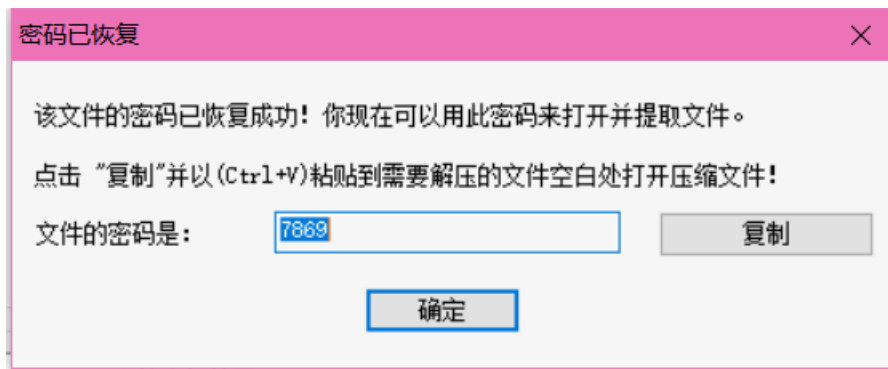 密码已恢复
该文件的密码已恢复成功! 你现在可以用此密码来打开并提取文件。
点击 "复制"并以(Ctrl+V)粘贴到需要解压的文件空白处打开压缩文件!
文件的密码是: 7869 复制
确定